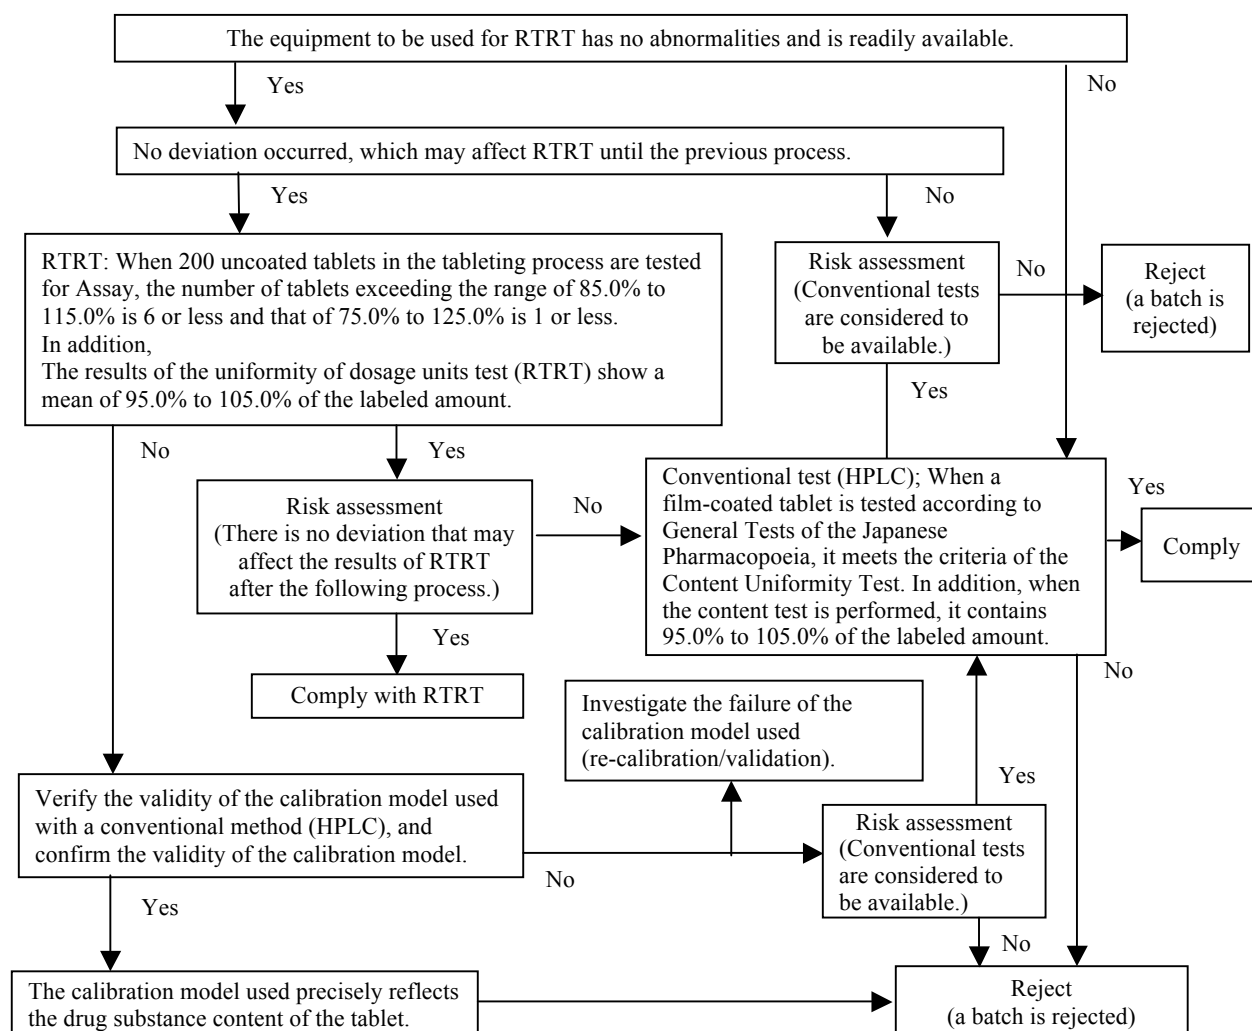 The equipment to be used for RTRT has no abnormalities and is readily available.
Yes
No
No deviation occurred, which may affect RTRT until the previous process.
Yes
No
RTRT: When 200 uncoated tablets in the tableting process are tested
for Assay, the number of tablets exceeding the range of 85.0% to
115.0% is 6 or less and that of 75.0% to 125.0% is 1 or less.
In addition,
The results of the uniformity of dosage units test (RTRT) show a
mean of 95.0% to 105.0% of the labeled amount.
Risk assessment
(Conventional tests
are considered to
be available.)
No
Reject
(a batch is
rejected)
Yes
No
Yes
Risk assessment
(There is no deviation that may
affect the results of RTRT
after the following process.)
No
Conventional test (HPLC); When a
film-coated tablet is tested according to
General Tests of the Japanese
Pharmacopoeia, it meets the criteria of the
Content Uniformity Test. In addition, when
the content test is performed, it contains
95.0% to 105.0% of the labeled amount.
Yes
Comply
Yes
No
Comply with RTRT
Investigate the failure of the
calibration model used
(re-calibration/validation).
Yes
Verify the validity of the calibration model used
with a conventional method (HPLC), and
confirm the validity of the calibration model.
No
Risk assessment
(Conventional tests
are considered to
be available.)
Yes
No
The calibration model used precisely reflects
the drug substance content of the tablet.
Reject
(a batch is rejected)